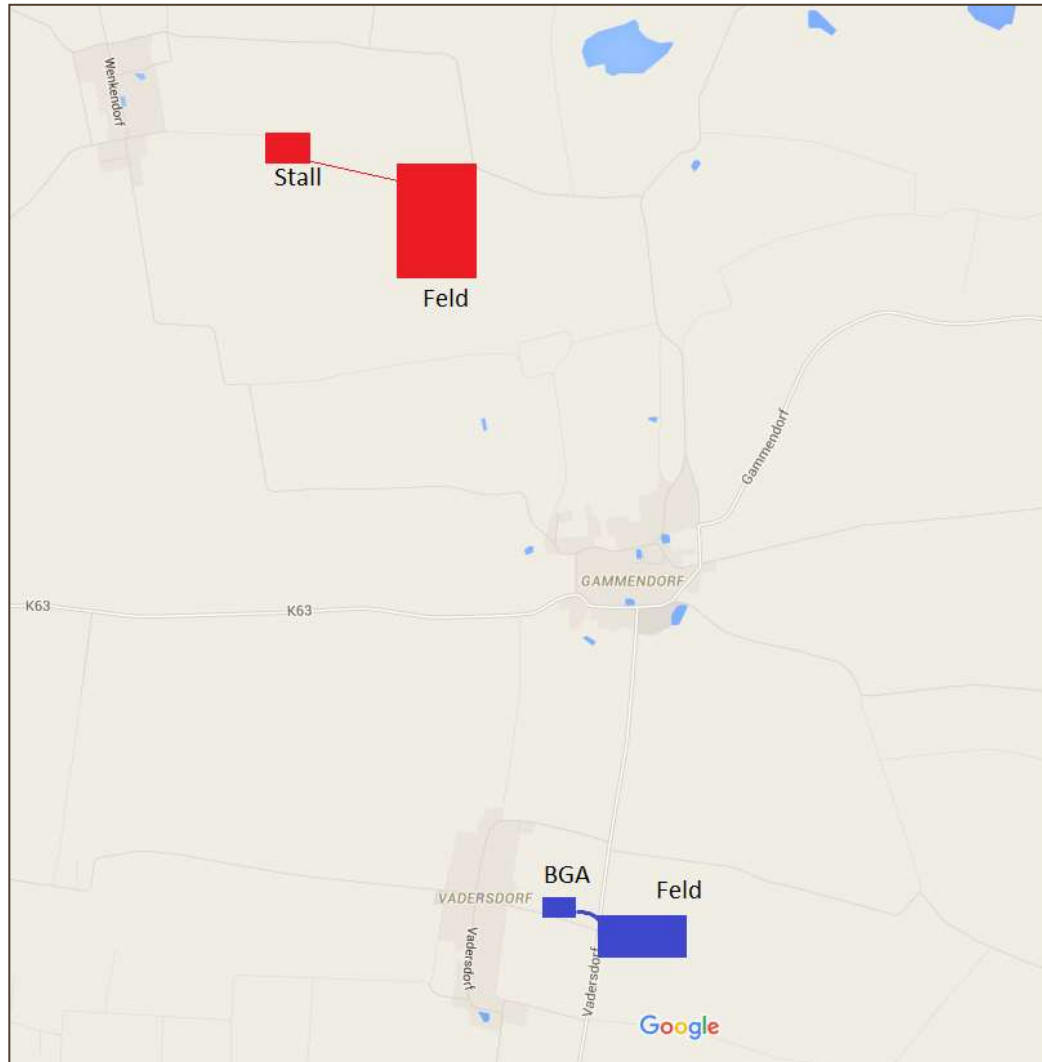 Wenkendorf
Stall
Feld
Gammendorf
GAMMENDORF
K63
K63
BGA
Feld
VADERSDORF
Vadersdorf
Vadersdorf
Google